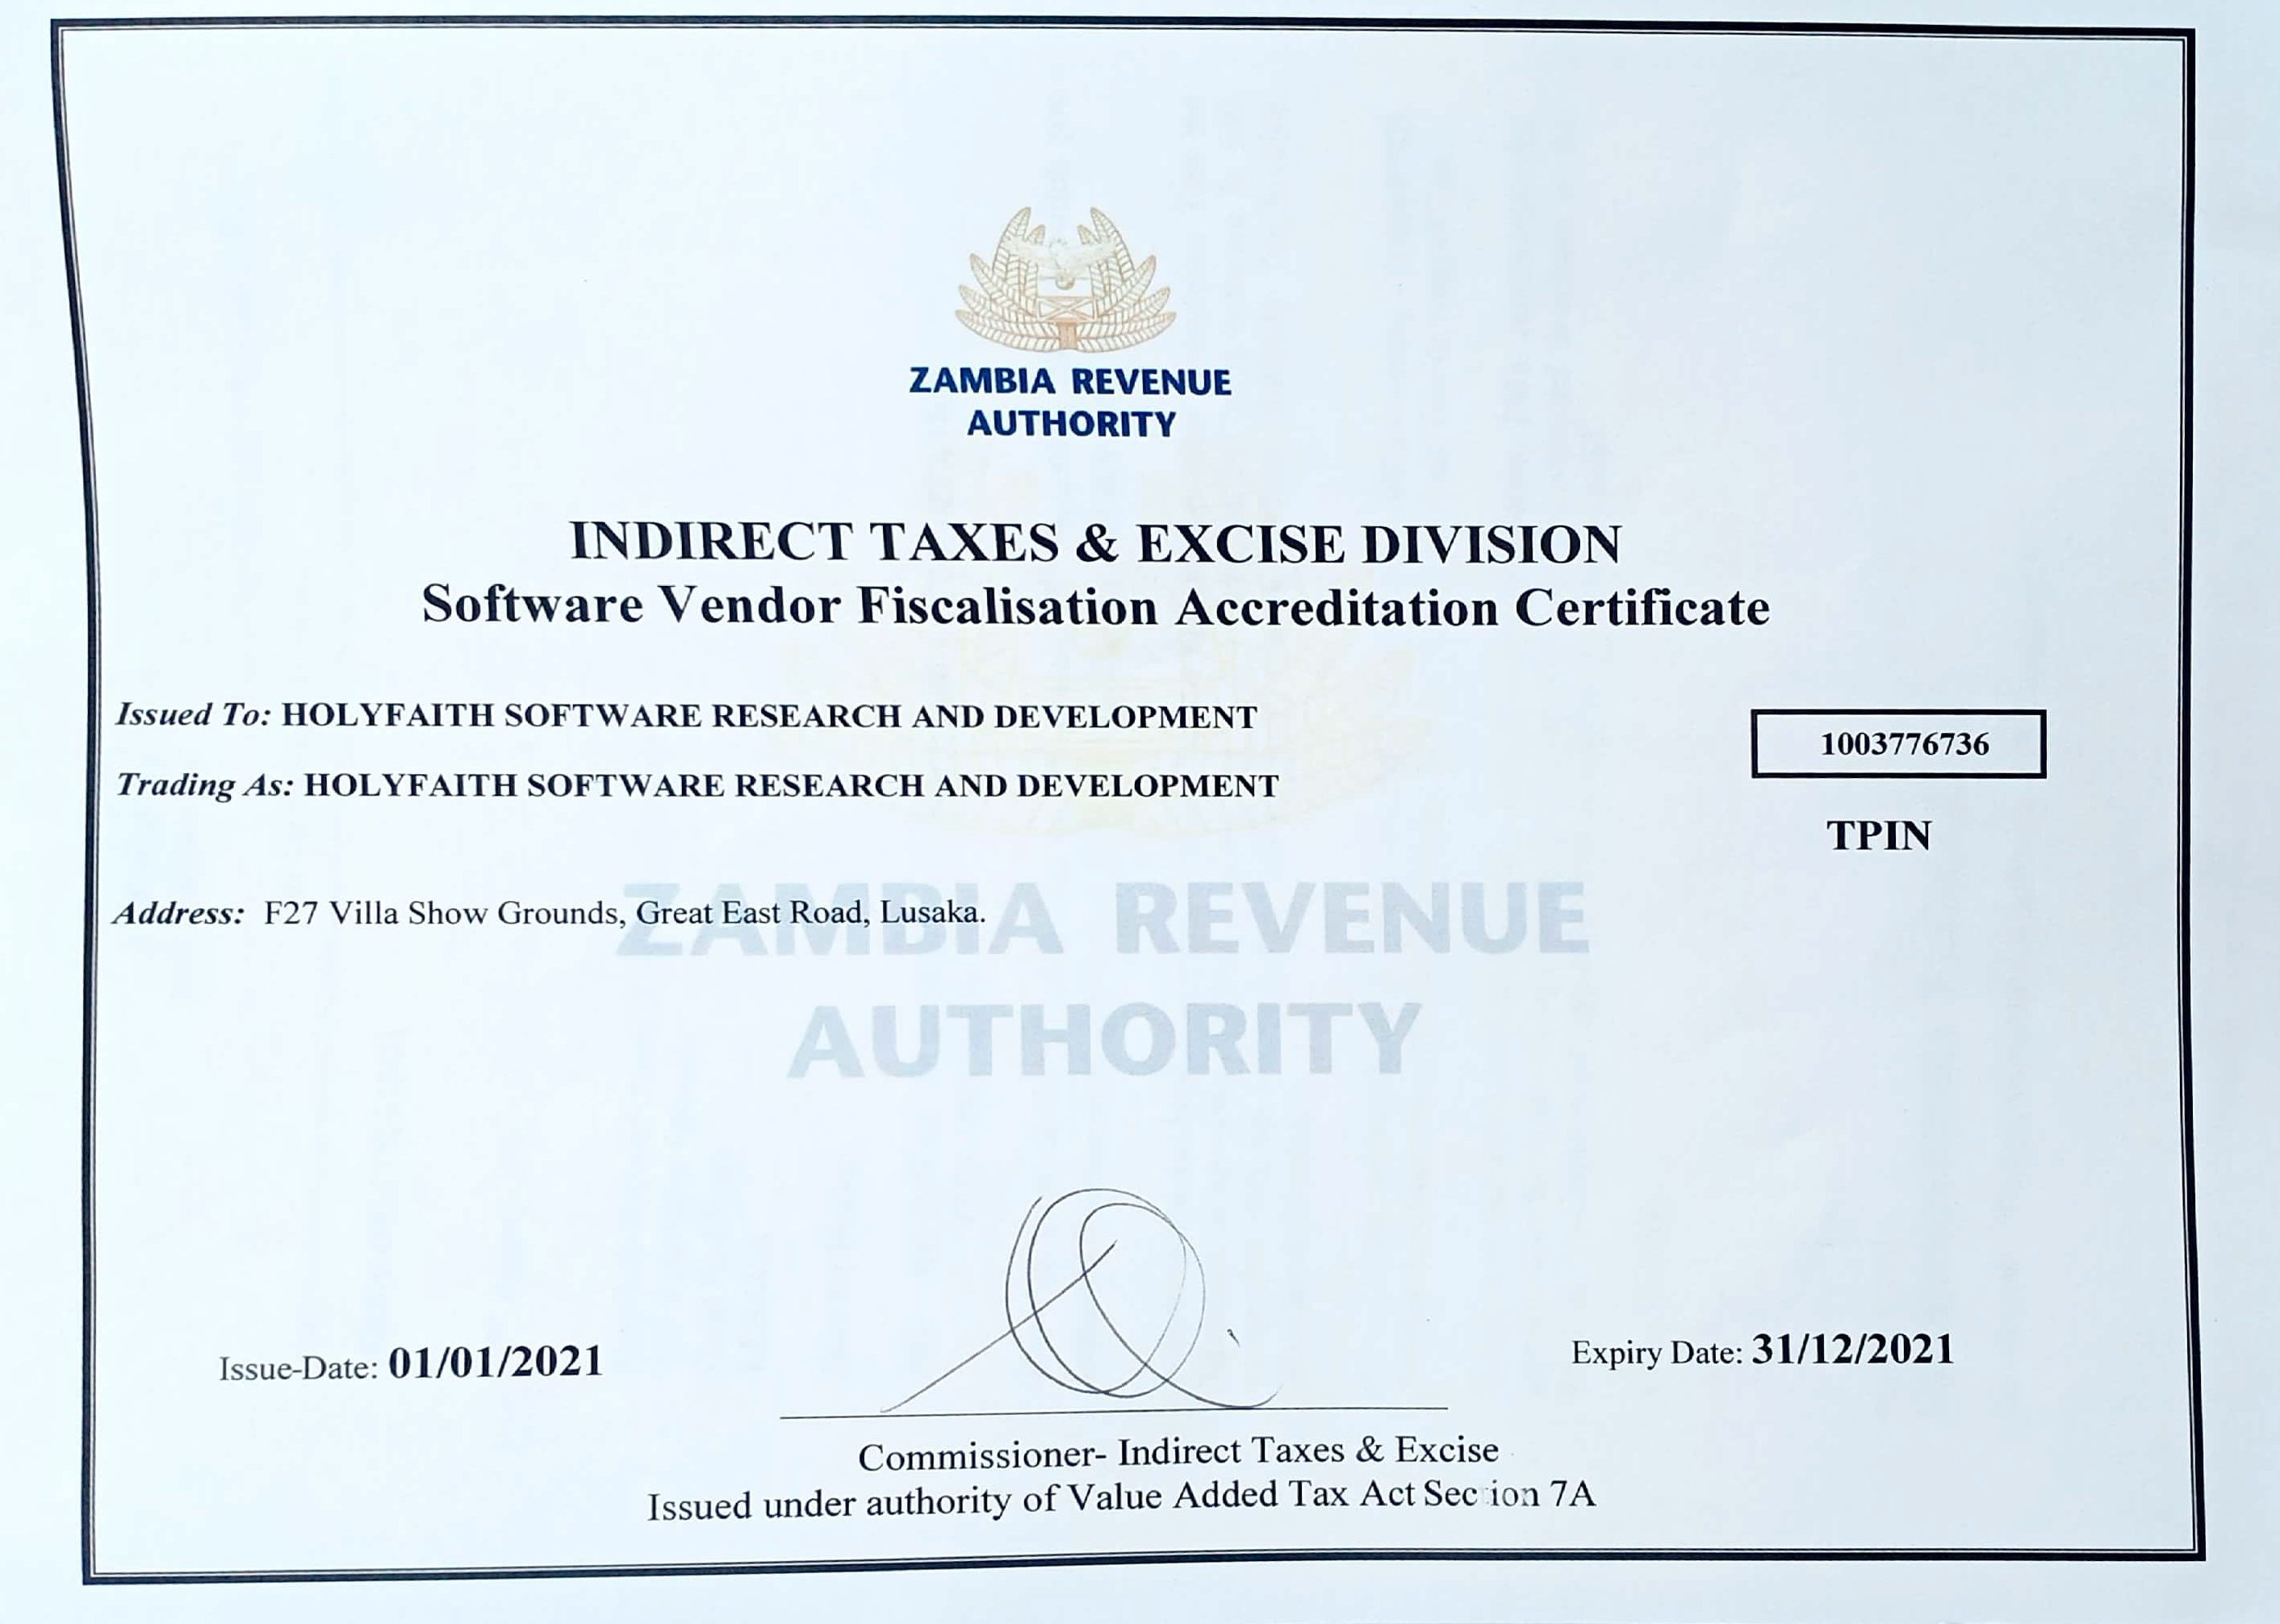 ZAMBIA REVENUE
AUTHORITY
INDIRECT TAXES & EXCISE DIVISION
Software Vendor Fiscalisation Accreditation Certificate
Issued To: HOLYFAITH SOFTWARE RESEARCH AND DEVELOPMENT
1003776736
Trading As: HOLYFAITH SOFTWARE RESEARCH AND DEVELOPMENT
TPIN
Address: F27 Villa Show Grounds, Great East Road, Lusaka.
ZAMBIA REVENUE
AUTHORITY
Issue-Date: 01/01/2021
Expiry Date: 31/12/2021
Commissioner- Indirect Taxes & Excise
Issued under authority of Value Added Tax Act Section 7A